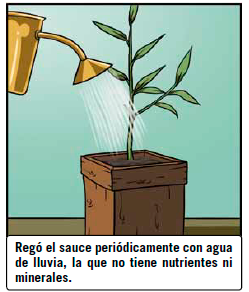 Regó el sauce periódicamente con agua
de lluvia, la que no tiene nutrientes ni
minerales.